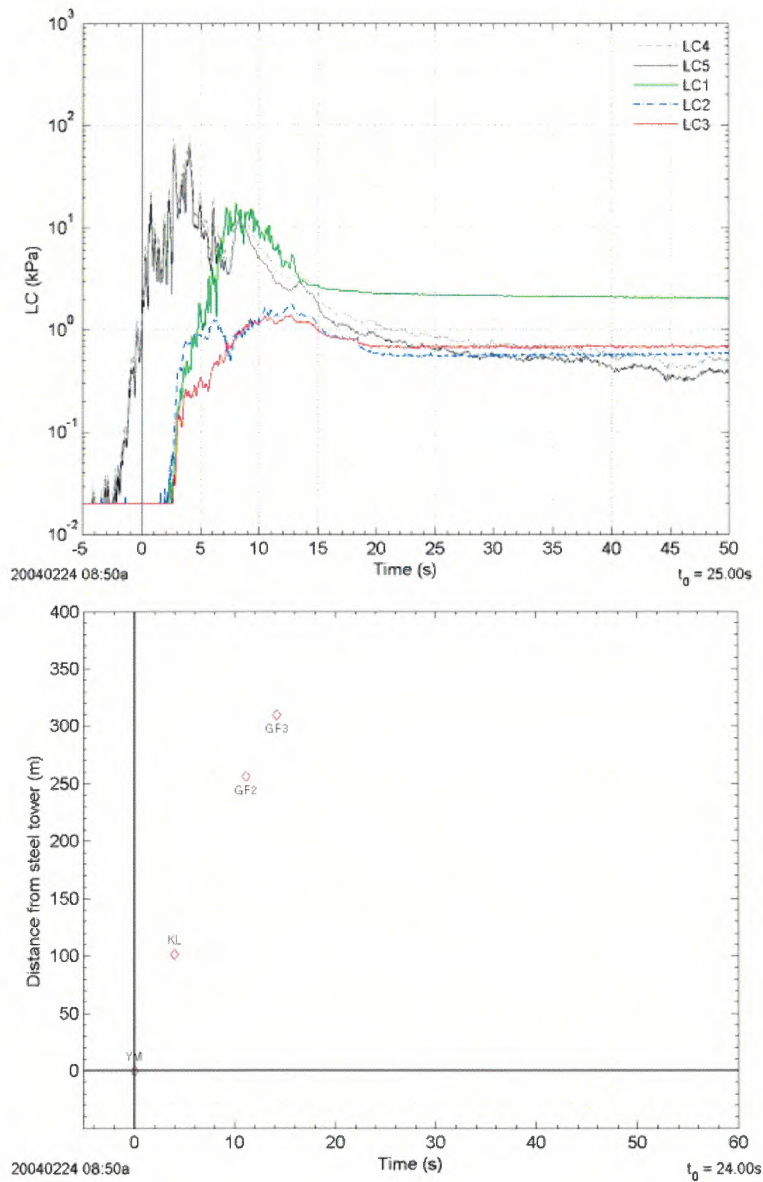 10^3
10^2
10^1
10^0
10^-1
10^-2
LC (kPa)
LC4
LC5
LC1
LC2
LC3
-5 0 5 10 15 20 25 30 35 40 45 50
Time (s)
20040224 08:50a
t_0 = 25.00s
400
350
300
250
200
150
100
50
0
Distance from steel tower (m)
GF3
GF2
KL
YM
0 10 20 30 40 50 60
Time (s)
20040224 08:50a
t_0 = 24.00s